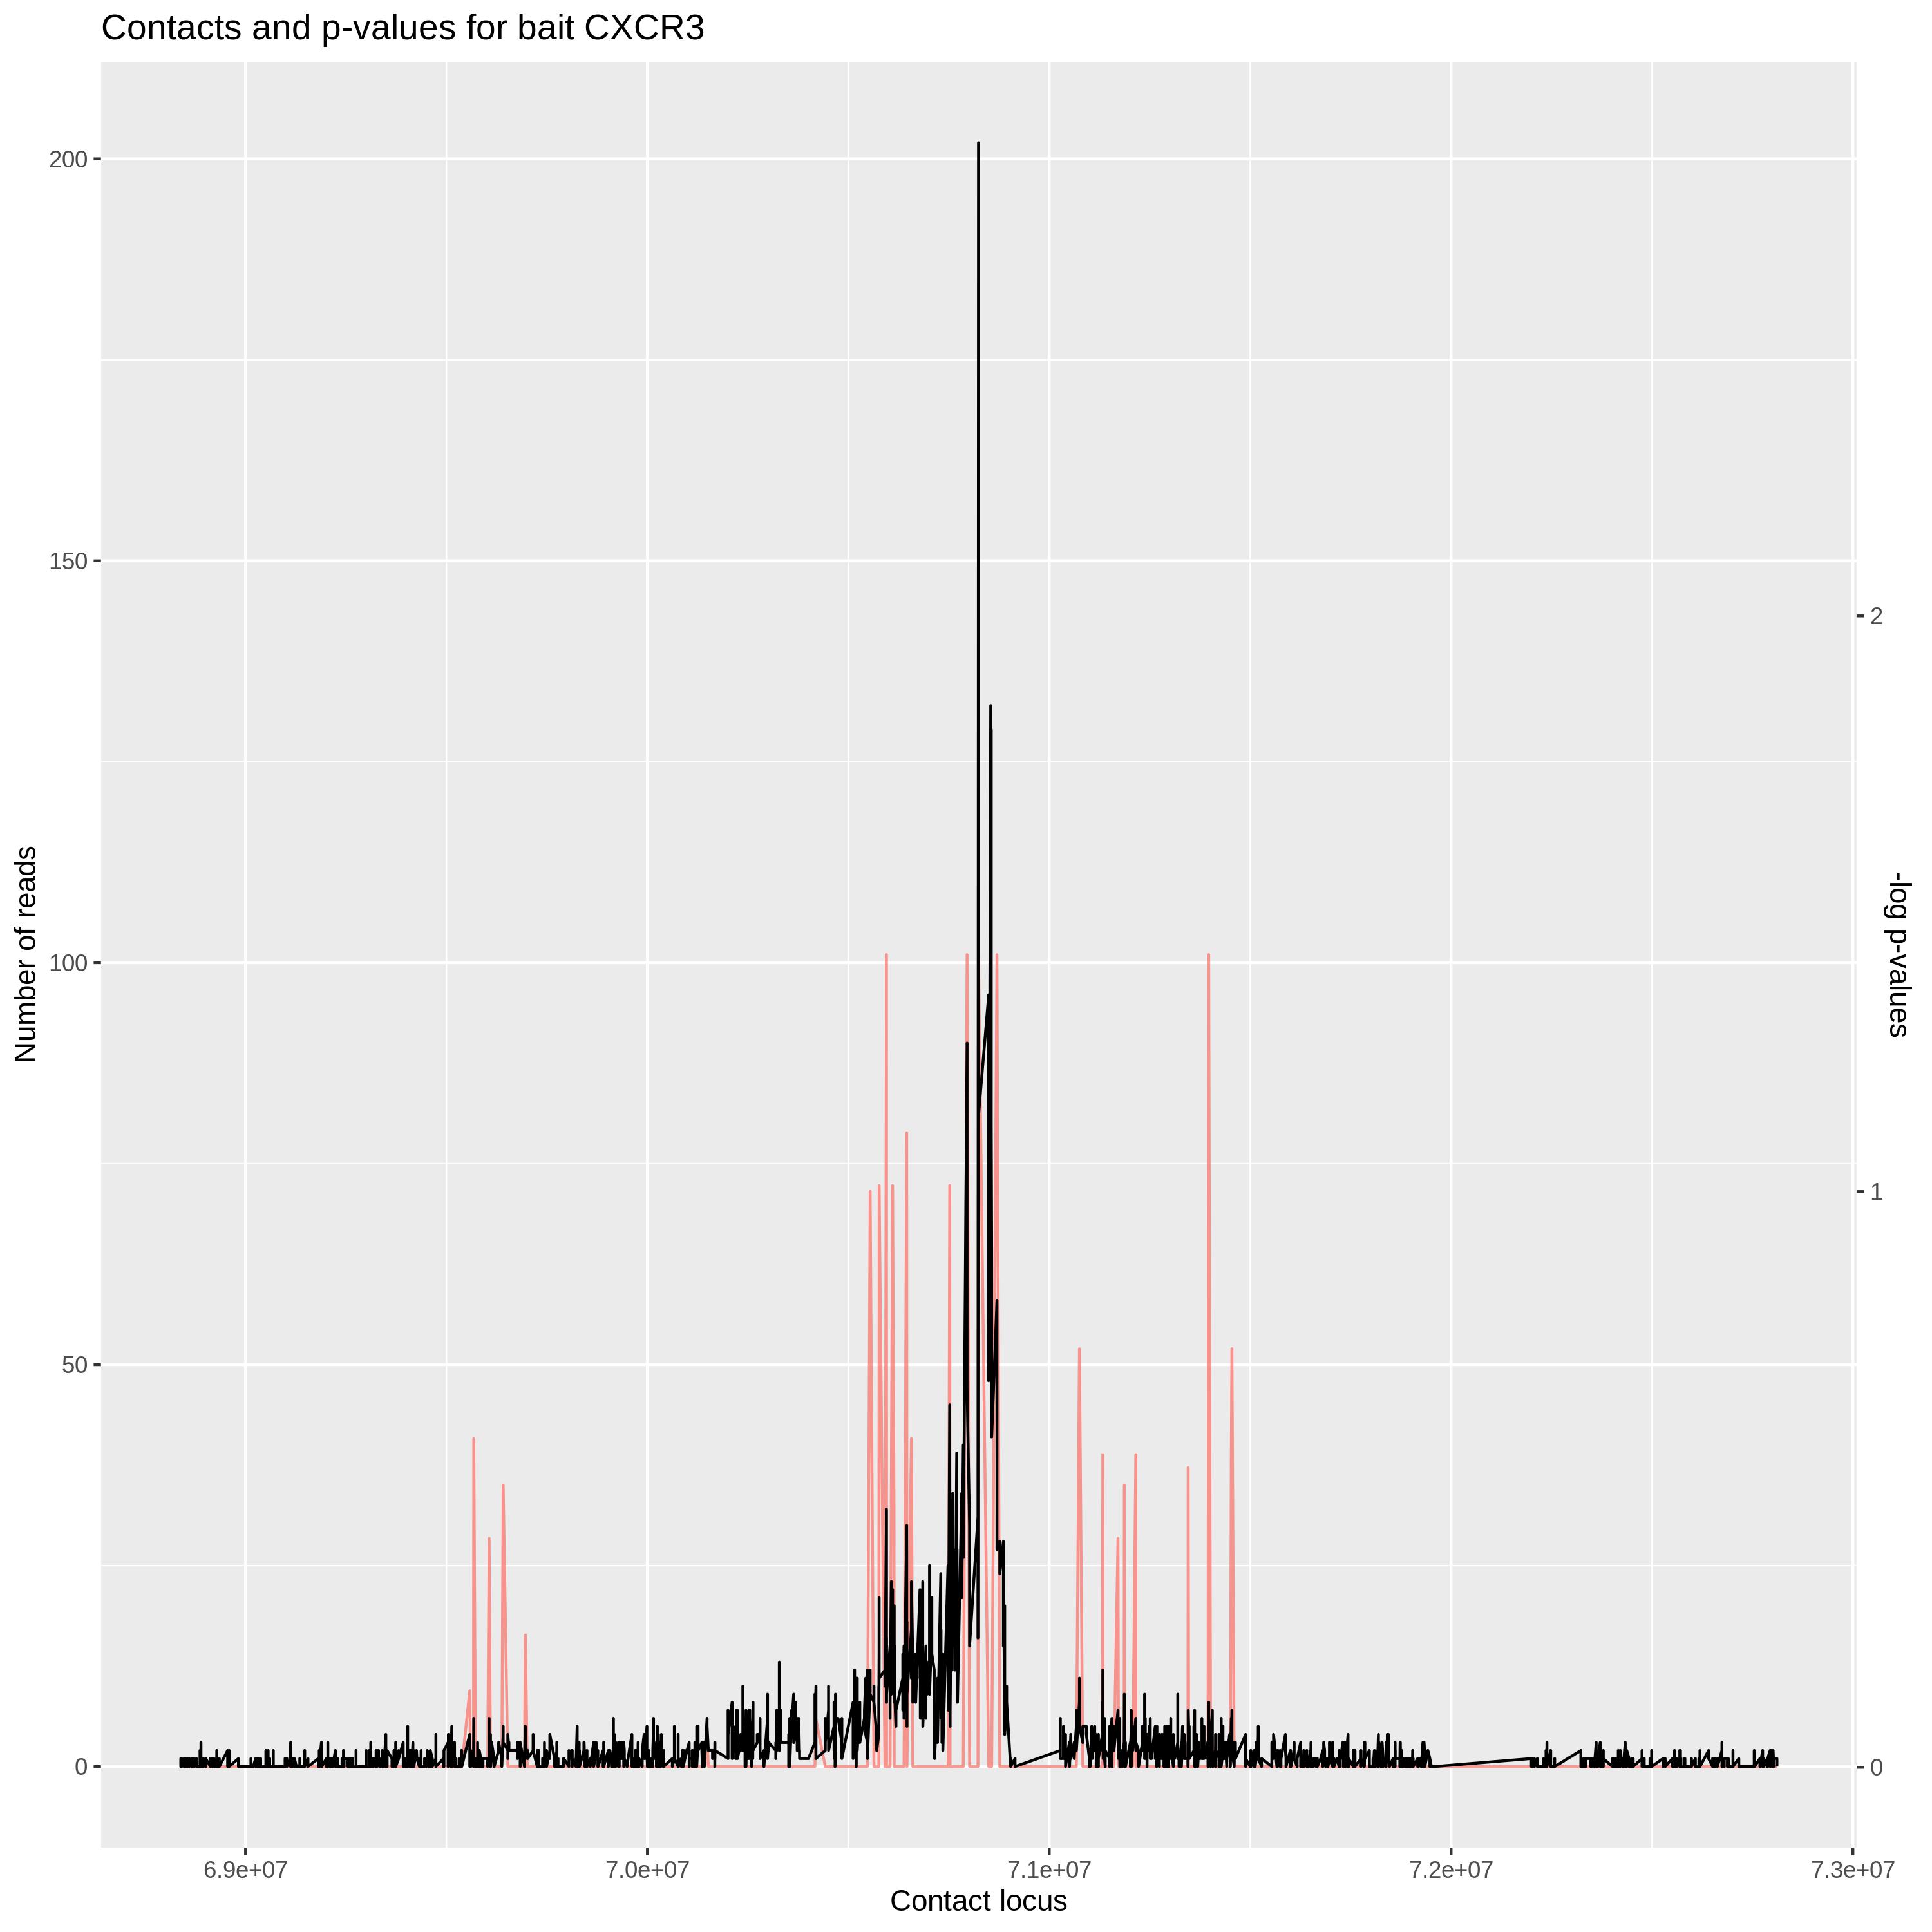 Contacts and p-values for bait CXCR3
200
150
100
50
0
Number of reads
2
1
0
-log p-values
6.9e+07
7.0e+07
7.1e+07
7.2e+07
7.3e+07
Contact locus